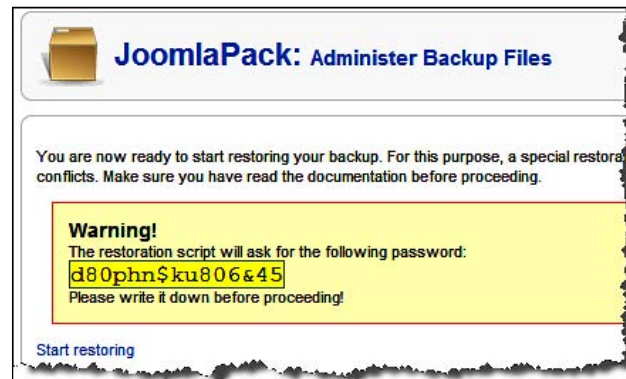 JoomlaPack: Administer Backup Files
You are now ready to start restoring your backup. For this purpose, a special
conflicts. Make sure you have read the documentation before proceeding.
Warning!
The restoration script will ask for the following password:
d80phn$ku806&45
Please write it down before proceeding!
Start restoring